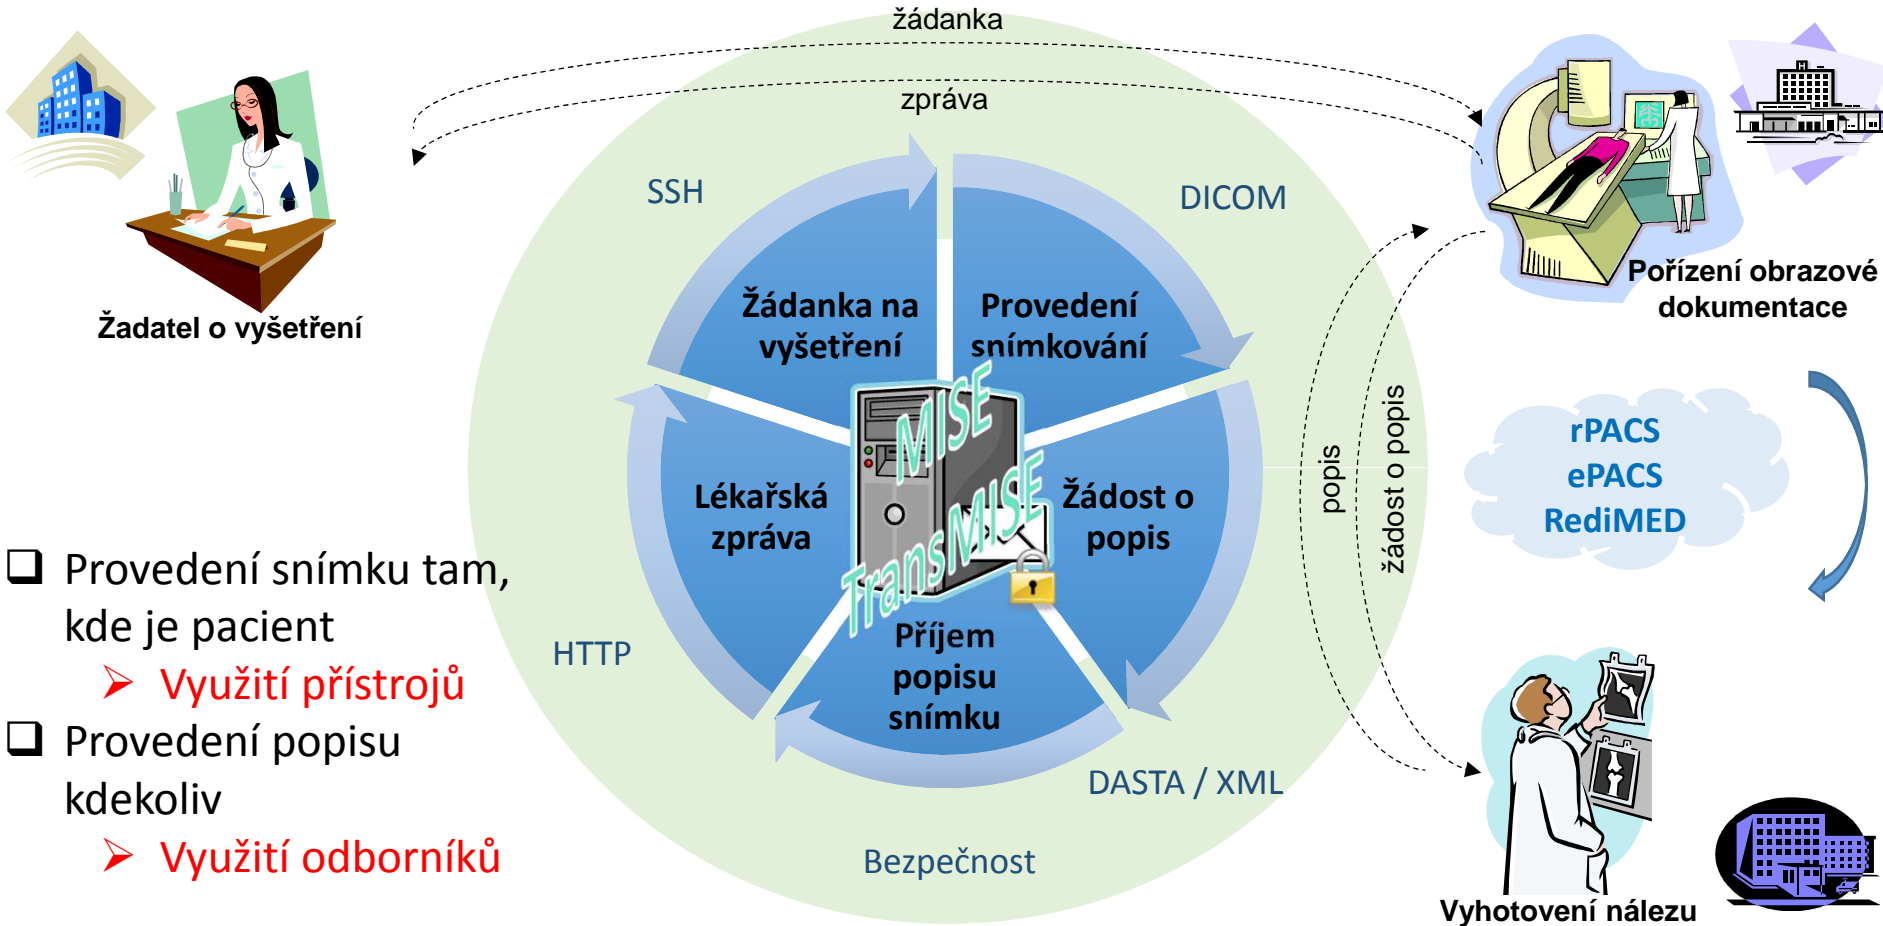 žádanka
zpráva
SSH
DICOM
Žadatel o vyšetření
Pořízení obrazové
dokumentace
Žádanka na
vyšetření
Provedení
snímkování
MISE
TransMISE
Lékařská
zpráva
Žádost o
popis
Příjem
popisu
snímku
popis
žádost o popis
rPACS
ePACS
RediMED
HTTP
DASTA / XML
Bezpečnost
Provedení snímku tam,
kde je pacient
Využití přístrojů
Provedení popisu
kdekoliv
Využití odborníků
H
Vyhotovení nálezu